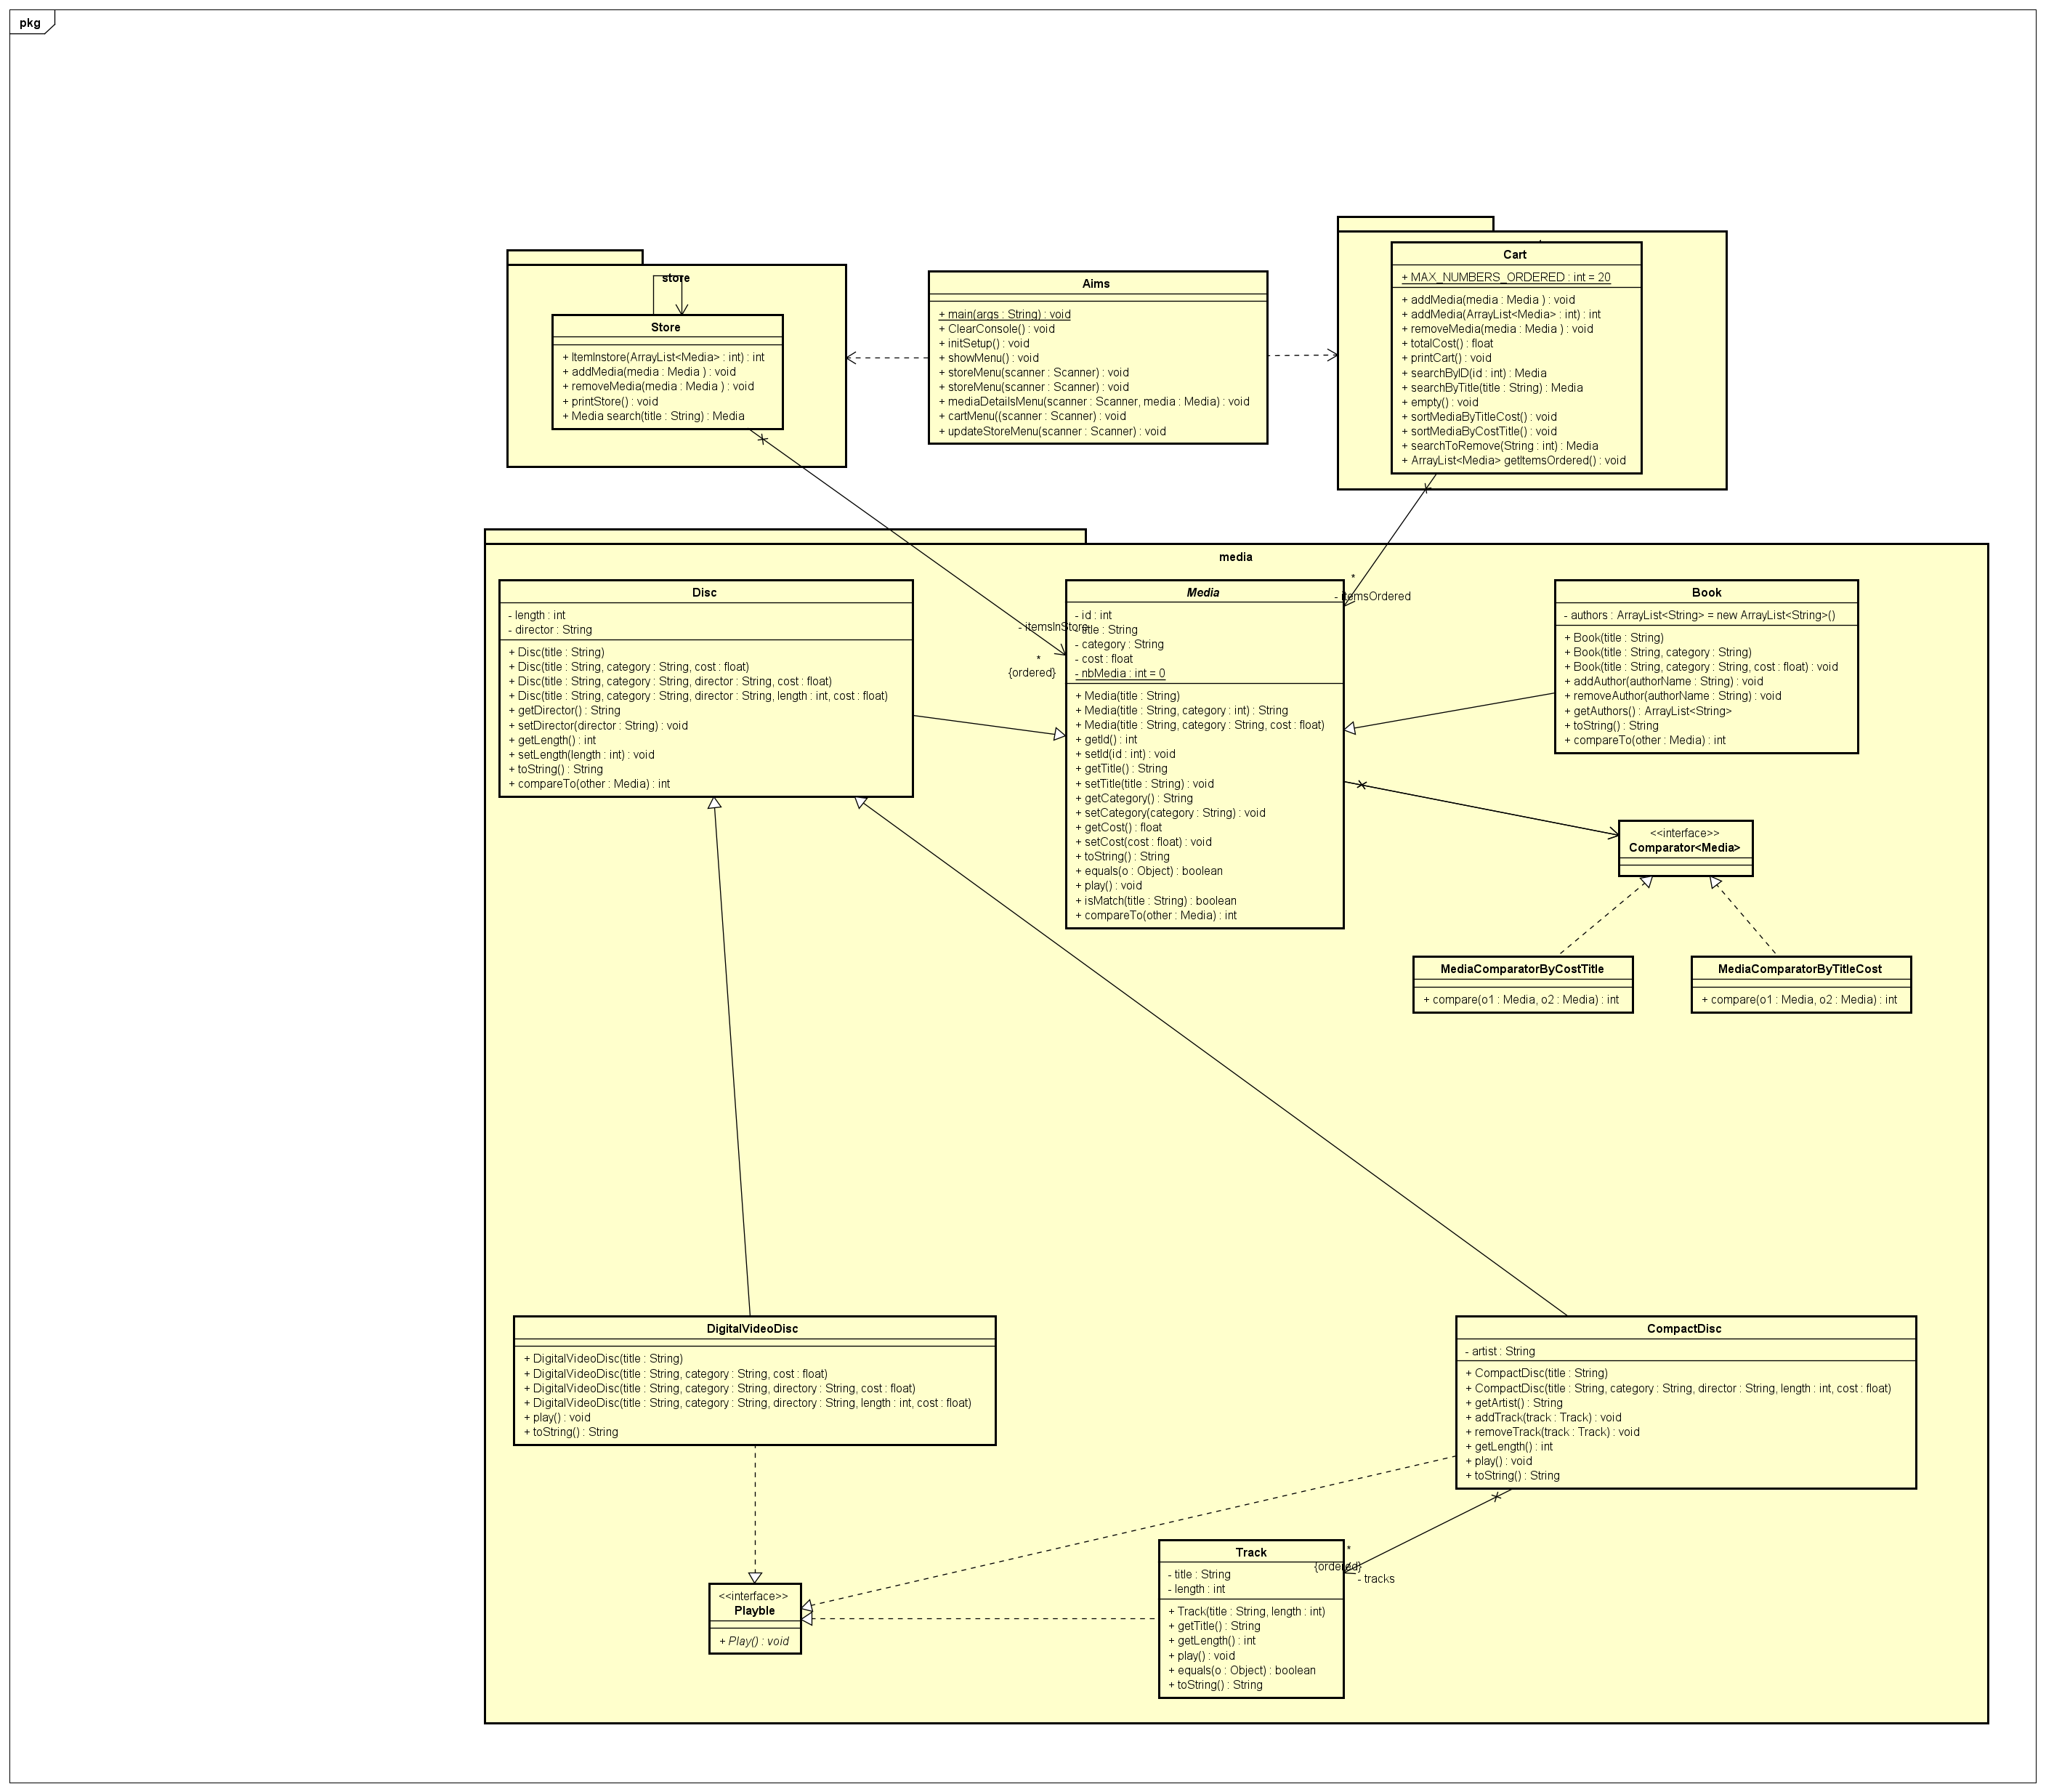 pkg
store
Store
+ ItemInstore(ArrayList<Media> : int) : int
+ addMedia(media : Media ) : void
+ removeMedia(media : Media ) : void
+ printStore() : void
+ Media search(title : String) : Media
Aims
+ main(args : String) : void
+ ClearConsole() : void
+ initSetup() : void
+ showMenu() : void
+ storeMenu(scanner : Scanner) : void
+ storeMenu(scanner : Scanner) : void
+ mediaDetailsMenu(scanner : Scanner, media : Media) : void
+ cartMenu((scanner : Scanner) : void
+ updateStoreMenu(scanner : Scanner) : void
Cart
+ MAX_NUMBERS_ORDERED : int = 20
+ addMedia(media : Media ) : void
+ addMedia(ArrayList<Media> : int) : int
+ removeMedia(media : Media ) : void
+ totalCost() : float
+ printCart() : void
+ searchByID(id : int) : Media
+ searchByTitle(title : String) : Media
+ empty() : void
+ sortMediaByTitleCost() : void
+ sortMediaByCostTitle() : void
+ searchToRemove(String : int) : Media
+ ArrayList<Media> getItemsOrdered() : void
media
Disc
- length : int
- director : String
+ Disc(title : String)
+ Disc(title : String, category : String, cost : float)
+ Disc(title : String, category : String, director : String, cost : float)
+ Disc(title : String, category : String, director : String, length : int, cost : float)
+ getDirector() : String
+ setDirector(director : String) : void
+ getLength() : int
+ setLength(length : int) : void
+ toString() : String
+ compareTo(other : Media) : int
- itemsInStore
*
{ordered}
Media
- id : int
- title : String
- category : String
- cost : float
- nbMedia : int = 0
+ Media(title : String)
+ Media(title : String, category : int) : String
+ Media(title : String, category : String, cost : float)
+ getId() : int
+ setId(id : int) : void
+ getTitle() : String
+ setTitle(title : String) : void
+ getCategory() : String
+ setCategory(category : String) : void
+ getCost() : float
+ setCost(cost : float) : void
+ toString() : String
+ equals(o : Object) : boolean
+ play() : void
+ isMatch(title : String) : boolean
+ compareTo(other : Media) : int
*
- itemsOrdered
Book
- authors : ArrayList<String> = new ArrayList<String>()
+ Book(title : String)
+ Book(title : String, category : String)
+ Book(title : String, category : String, cost : float) : void
+ addAuthor(authorName : String) : void
+ removeAuthor(authorName : String) : void
+ getAuthors() : ArrayList<String>
+ toString() : String
+ compareTo(other : Media) : int
<<interface>>
Comparator<Media>
MediaComparatorByCostTitle
+ compare(o1 : Media, o2 : Media) : int
MediaComparatorByTitleCost
+ compare(o1 : Media, o2 : Media) : int
DigitalVideoDisc
+ DigitalVideoDisc(title : String)
+ DigitalVideoDisc(title : String, category : String, cost : float)
+ DigitalVideoDisc(title : String, category : String, directory : String, cost : float)
+ DigitalVideoDisc(title : String, category : String, directory : String, length : int, cost : float)
+ play() : void
+ toString() : String
CompactDisc
- artist : String
+ CompactDisc(title : String)
+ CompactDisc(title : String, category : String, director : String, length : int, cost : float)
+ getArtist() : String
+ addTrack(track : Track) : void
+ removeTrack(track : Track) : void
+ getLength() : int
+ play() : void
+ toString() : String
<<interface>>
Playble
+ Play() : void
Track
- title : String
- length : int
+ Track(title : String, length : int)
+ getTitle() : String
+ getLength() : int
+ play() : void
+ equals(o : Object) : boolean
+ toString() : String
*
{ordered}
- tracks